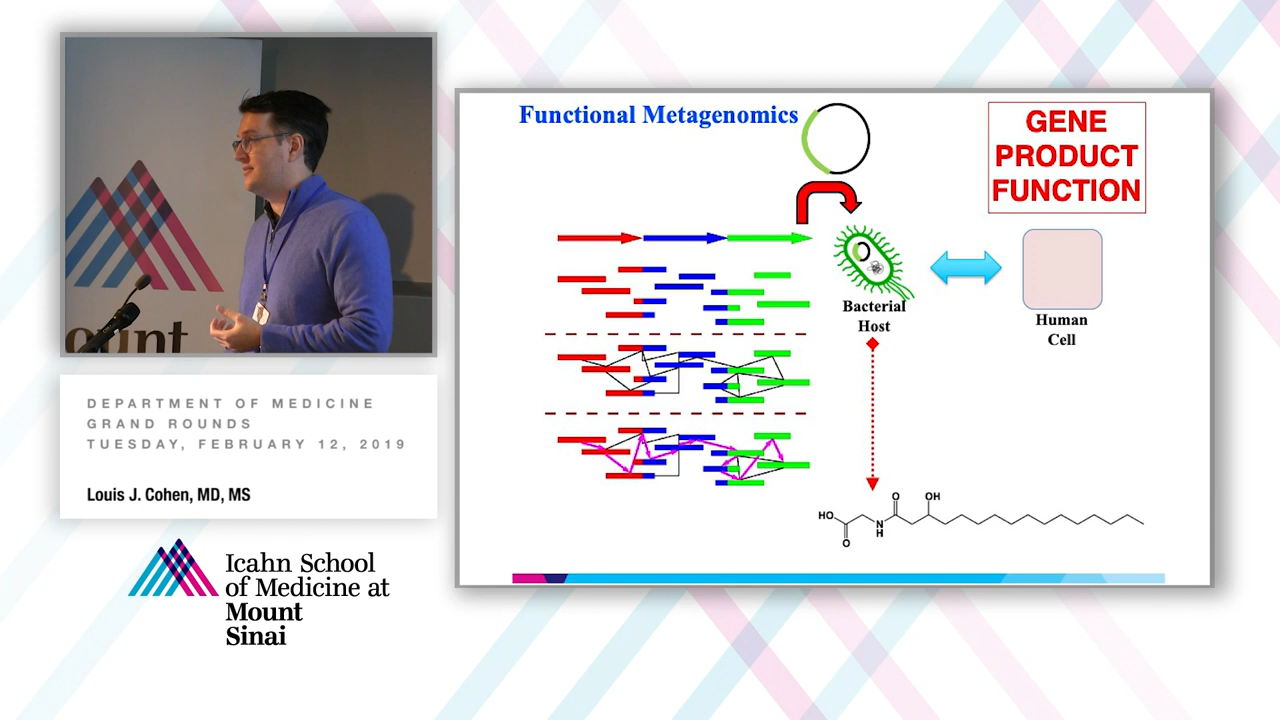 ount
DEPARTMENT OF MEDICINE
GRAND ROUNDS
TUESDAY, FEBRUARY 12, 2019
Louis J. Cohen, MD, MS
Icahn School
of Medicine at
Mount
Sinai
Functional Metagenomics
GENE
PRODUCT
FUNCTION
Bacterial
Host
Human
Cell
O
OH
HO
N
H
O